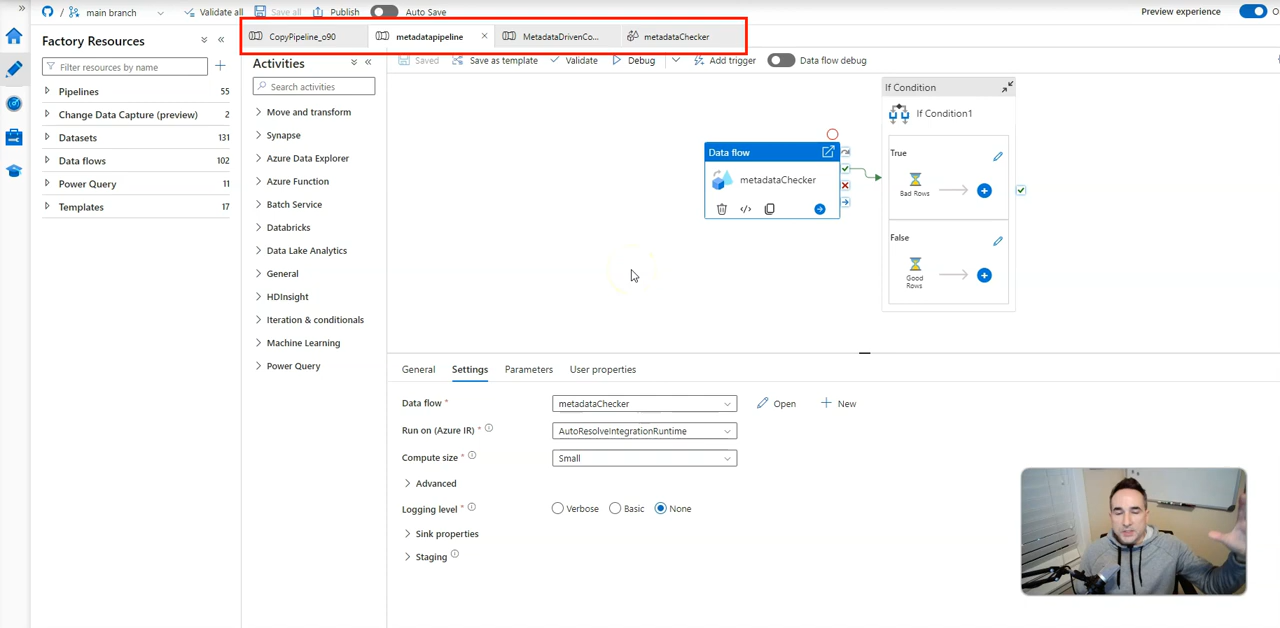 main branch
Validate all
Save all
Publish
Auto Save
Preview experience
Factory Resources
Filter resources by name
Pipelines 55
Change Data Capture (preview) 2
Datasets 131
Data flows 102
Power Query 11
Templates 17
CopyPipeline_o90
metadatapipeline
MetadataDrivenCo...
metadataChecker
Activities
Search activities
Move and transform
Synapse
Azure Data Explorer
Azure Function
Batch Service
Databricks
Data Lake Analytics
General
HDInsight
Iteration & conditionals
Machine Learning
Power Query
Saved
Save as template
Validate
Debug
Add trigger
Data flow debug
Data flow
metadataChecker
If Condition
If Condition1
True
Bad Rows
False
Good
Rows
General
Settings
Parameters
User properties
Data flow *
metadataChecker
Open
New
Run on (Azure IR) *
AutoResolveIntegrationRuntime
Compute size *
Small
Advanced
Logging level *
Verbose
Basic
None
Sink properties
Staging